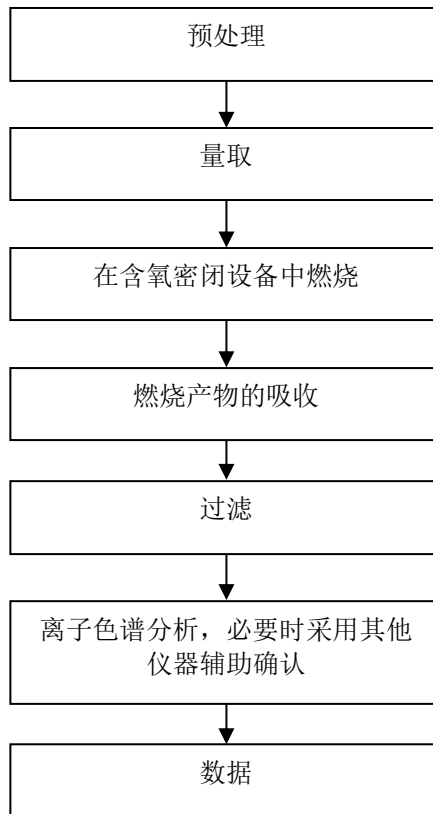 预处理
量取
在含氧密闭设备中燃烧
燃烧产物的吸收
过滤
离子色谱分析，必要时采用其他
仪器辅助确认
数据